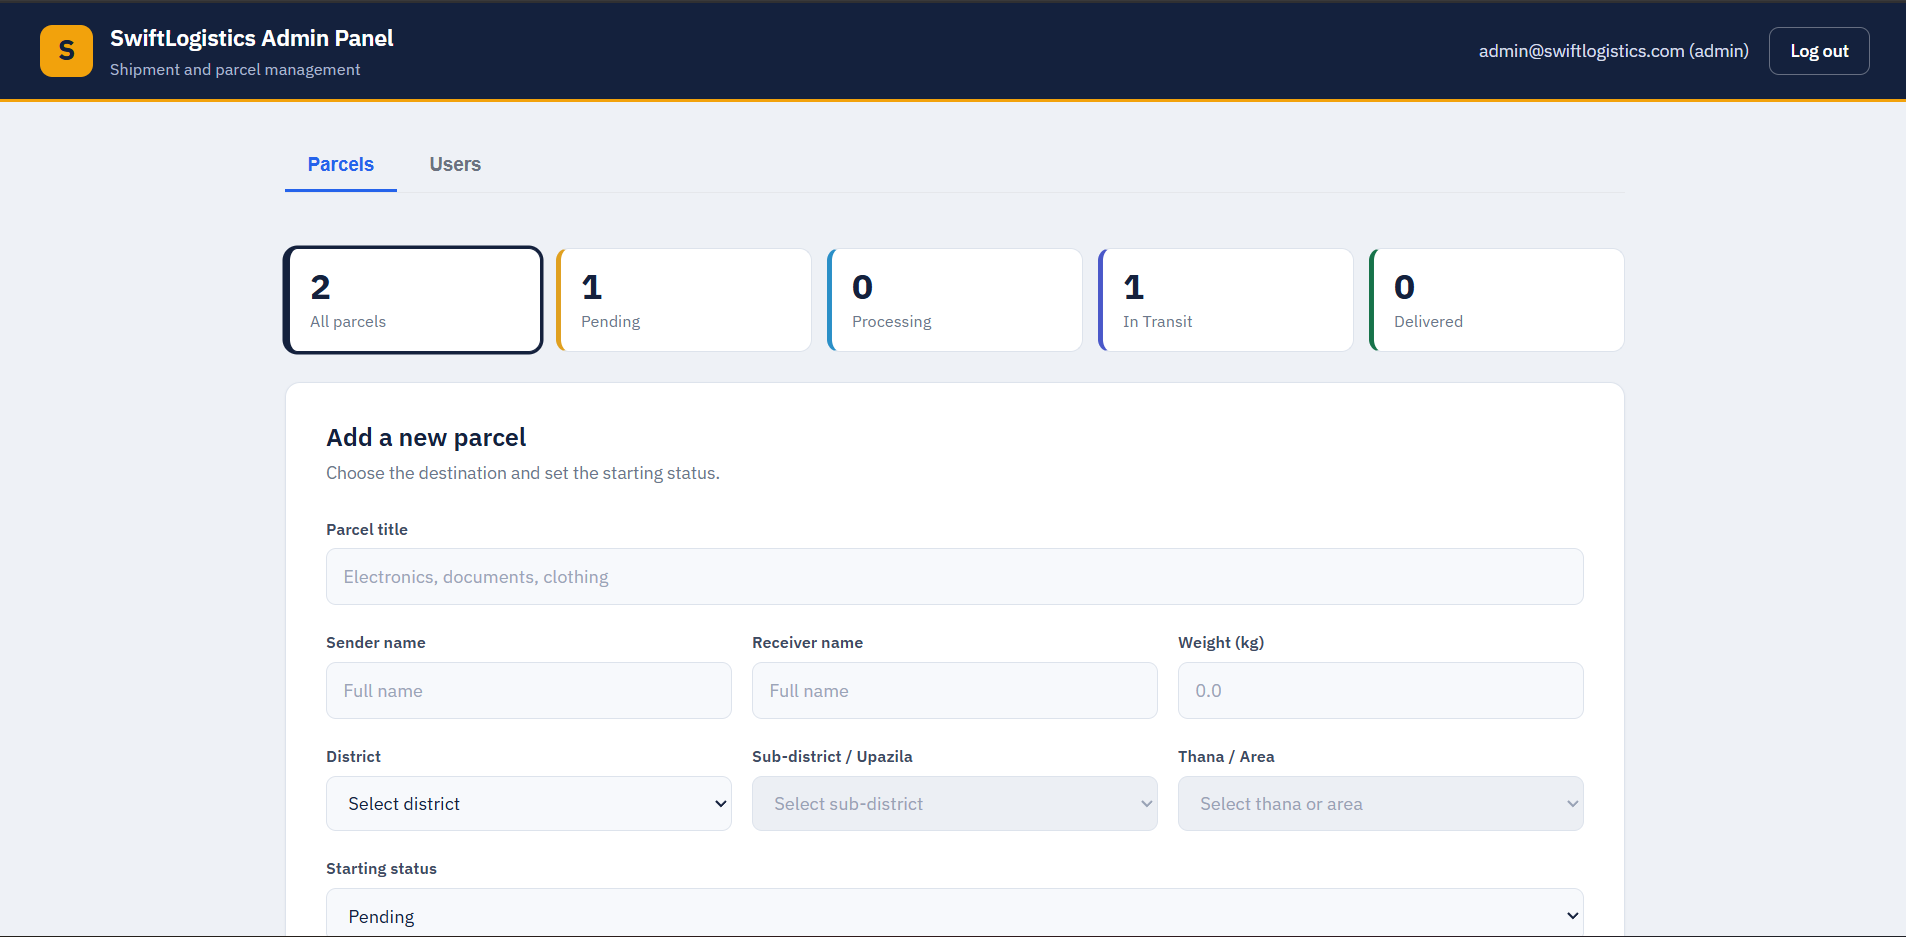 S
SwiftLogistics Admin Panel
Shipment and parcel management
admin@swiftlogistics.com (admin)
Log out
Parcels
Users
2
All parcels
1
Pending
0
Processing
1
In Transit
0
Delivered
Add a new parcel
Choose the destination and set the starting status.
Parcel title
Electronics, documents, clothing
Sender name
Receiver name
Weight (kg)
Full name
Full name
0.0
District
Sub-district / Upazila
Thana / Area
Select district
Select sub-district
Select thana or area
Starting status
Pending